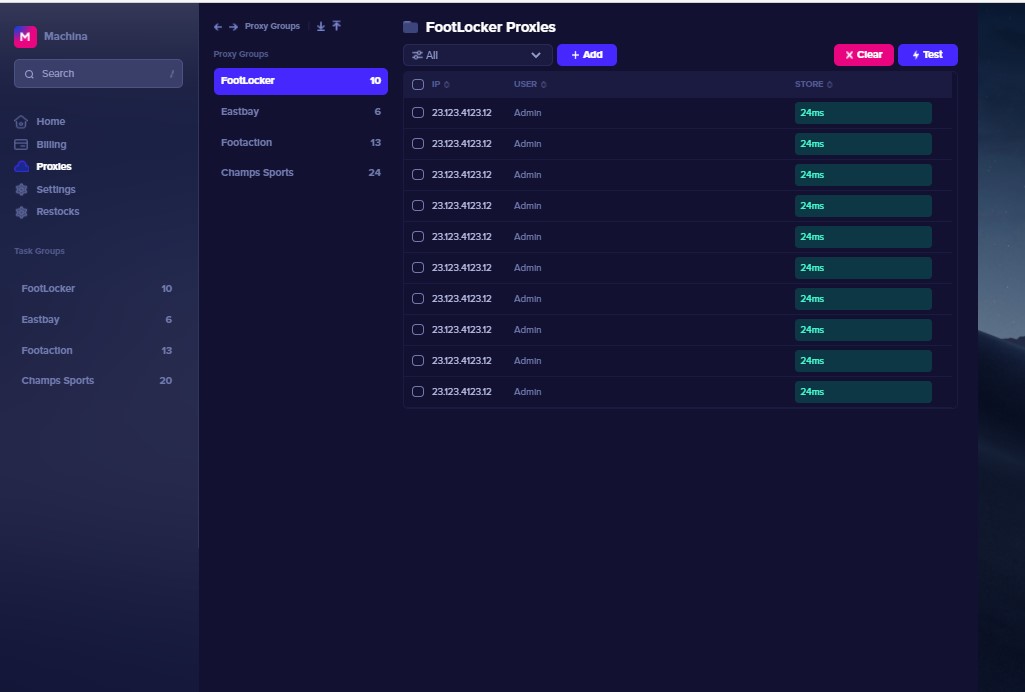 M Machina
Search /
Home
Billing
Proxies
Settings
Restocks
Task Groups
FootLocker 10
Eastbay 6
Footaction 13
Champs Sports 20
Proxy Groups
Proxy Groups
FootLocker 10
Eastbay 6
Footaction 13
Champs Sports 24
FootLocker Proxies
All
+ Add
Clear
Test
IP USER STORE
23.123.4123.12 Admin 24ms
23.123.4123.12 Admin 24ms
23.123.4123.12 Admin 24ms
23.123.4123.12 Admin 24ms
23.123.4123.12 Admin 24ms
23.123.4123.12 Admin 24ms
23.123.4123.12 Admin 24ms
23.123.4123.12 Admin 24ms
23.123.4123.12 Admin 24ms
23.123.4123.12 Admin 24ms